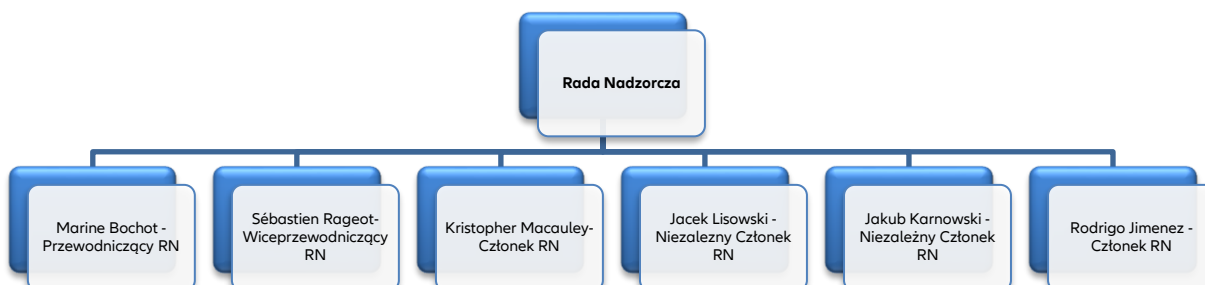 Rada Nadzorcza
Marine Bochot -
Przewodniczący RN
Sébastien Rageot-
Wiceprzewodniczący
RN
Kristopher Macauley-
Członek RN
Jacek Lisowski -
Niezalezny Członek
RN
Jakub Karnowski -
Niezależny Członek
RN
Rodrigo Jimenez -
Członek RN